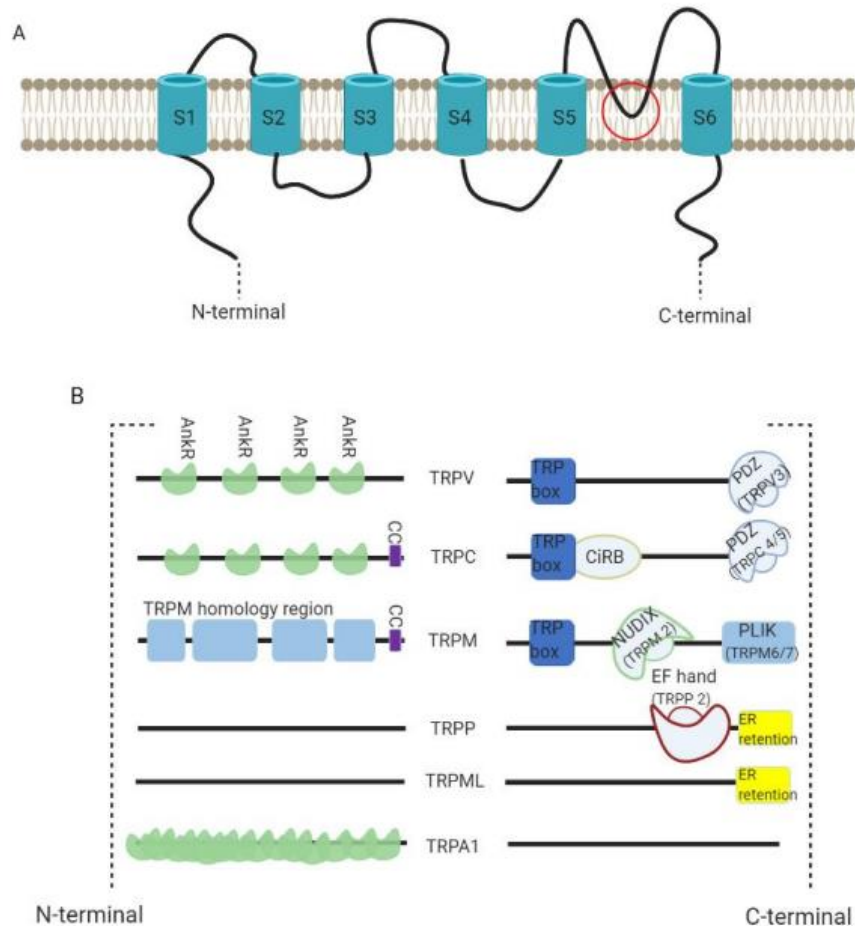 A
S1
S2
S3
S4
S5
S6
N-terminal
C-terminal
B
AnkR
AnkR
AnkR
AnkR
TRPV
TRP
box
PDZ
(TRPV3)
CC
TRPC
TRP
box
CiRB
PDZ
(TRPC 4/5)
TRPM homology region
CC
TRPM
TRP
box
NUDIX
(TRPM 2)
PLIK
(TRPM6/7)
EF hand
(TRPP 2)
TRPP
ER
retention
TRPML
ER
retention
TRPA1
N-terminal
C-terminal